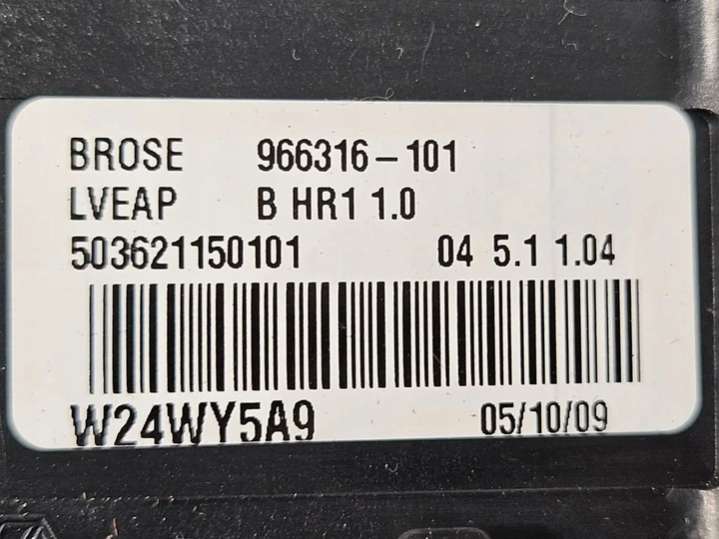 BROSE 966316-101
LVEAP B HR1 1.0
503621150101 04 5.1 1.04
W24WY5A9 05/10/09